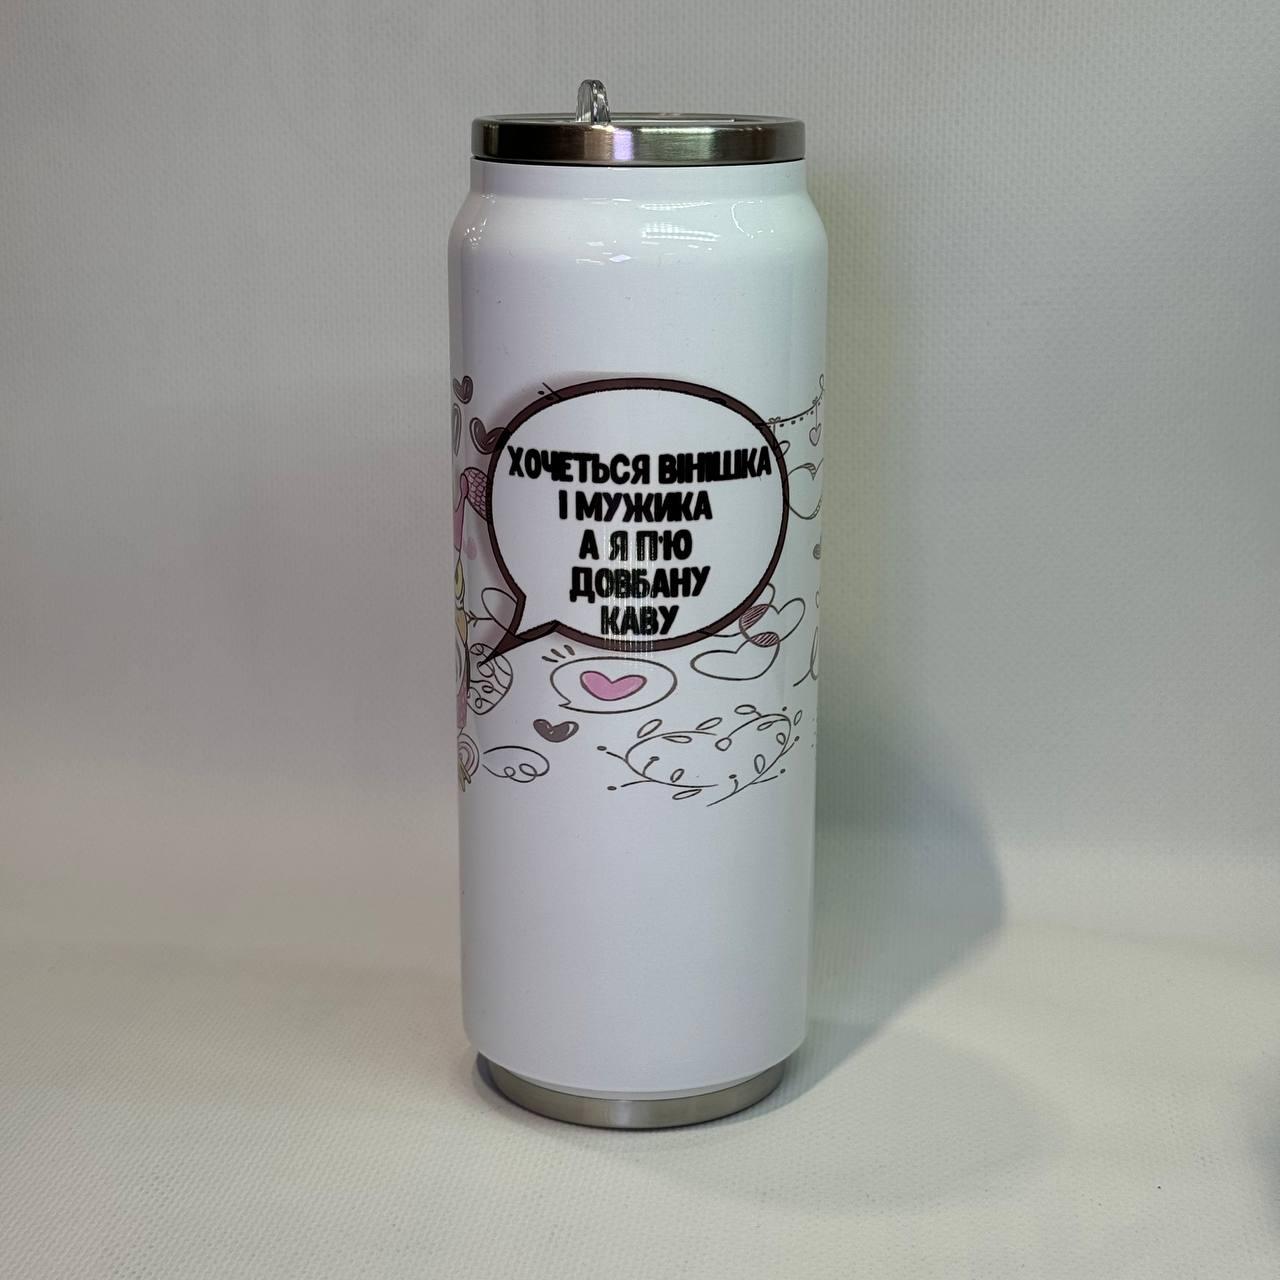 ХОЧЕТЬСЯ ВІНІШКА
І МУЖИКА
А Я П'Ю
ДОВБАНУ
КАВУ